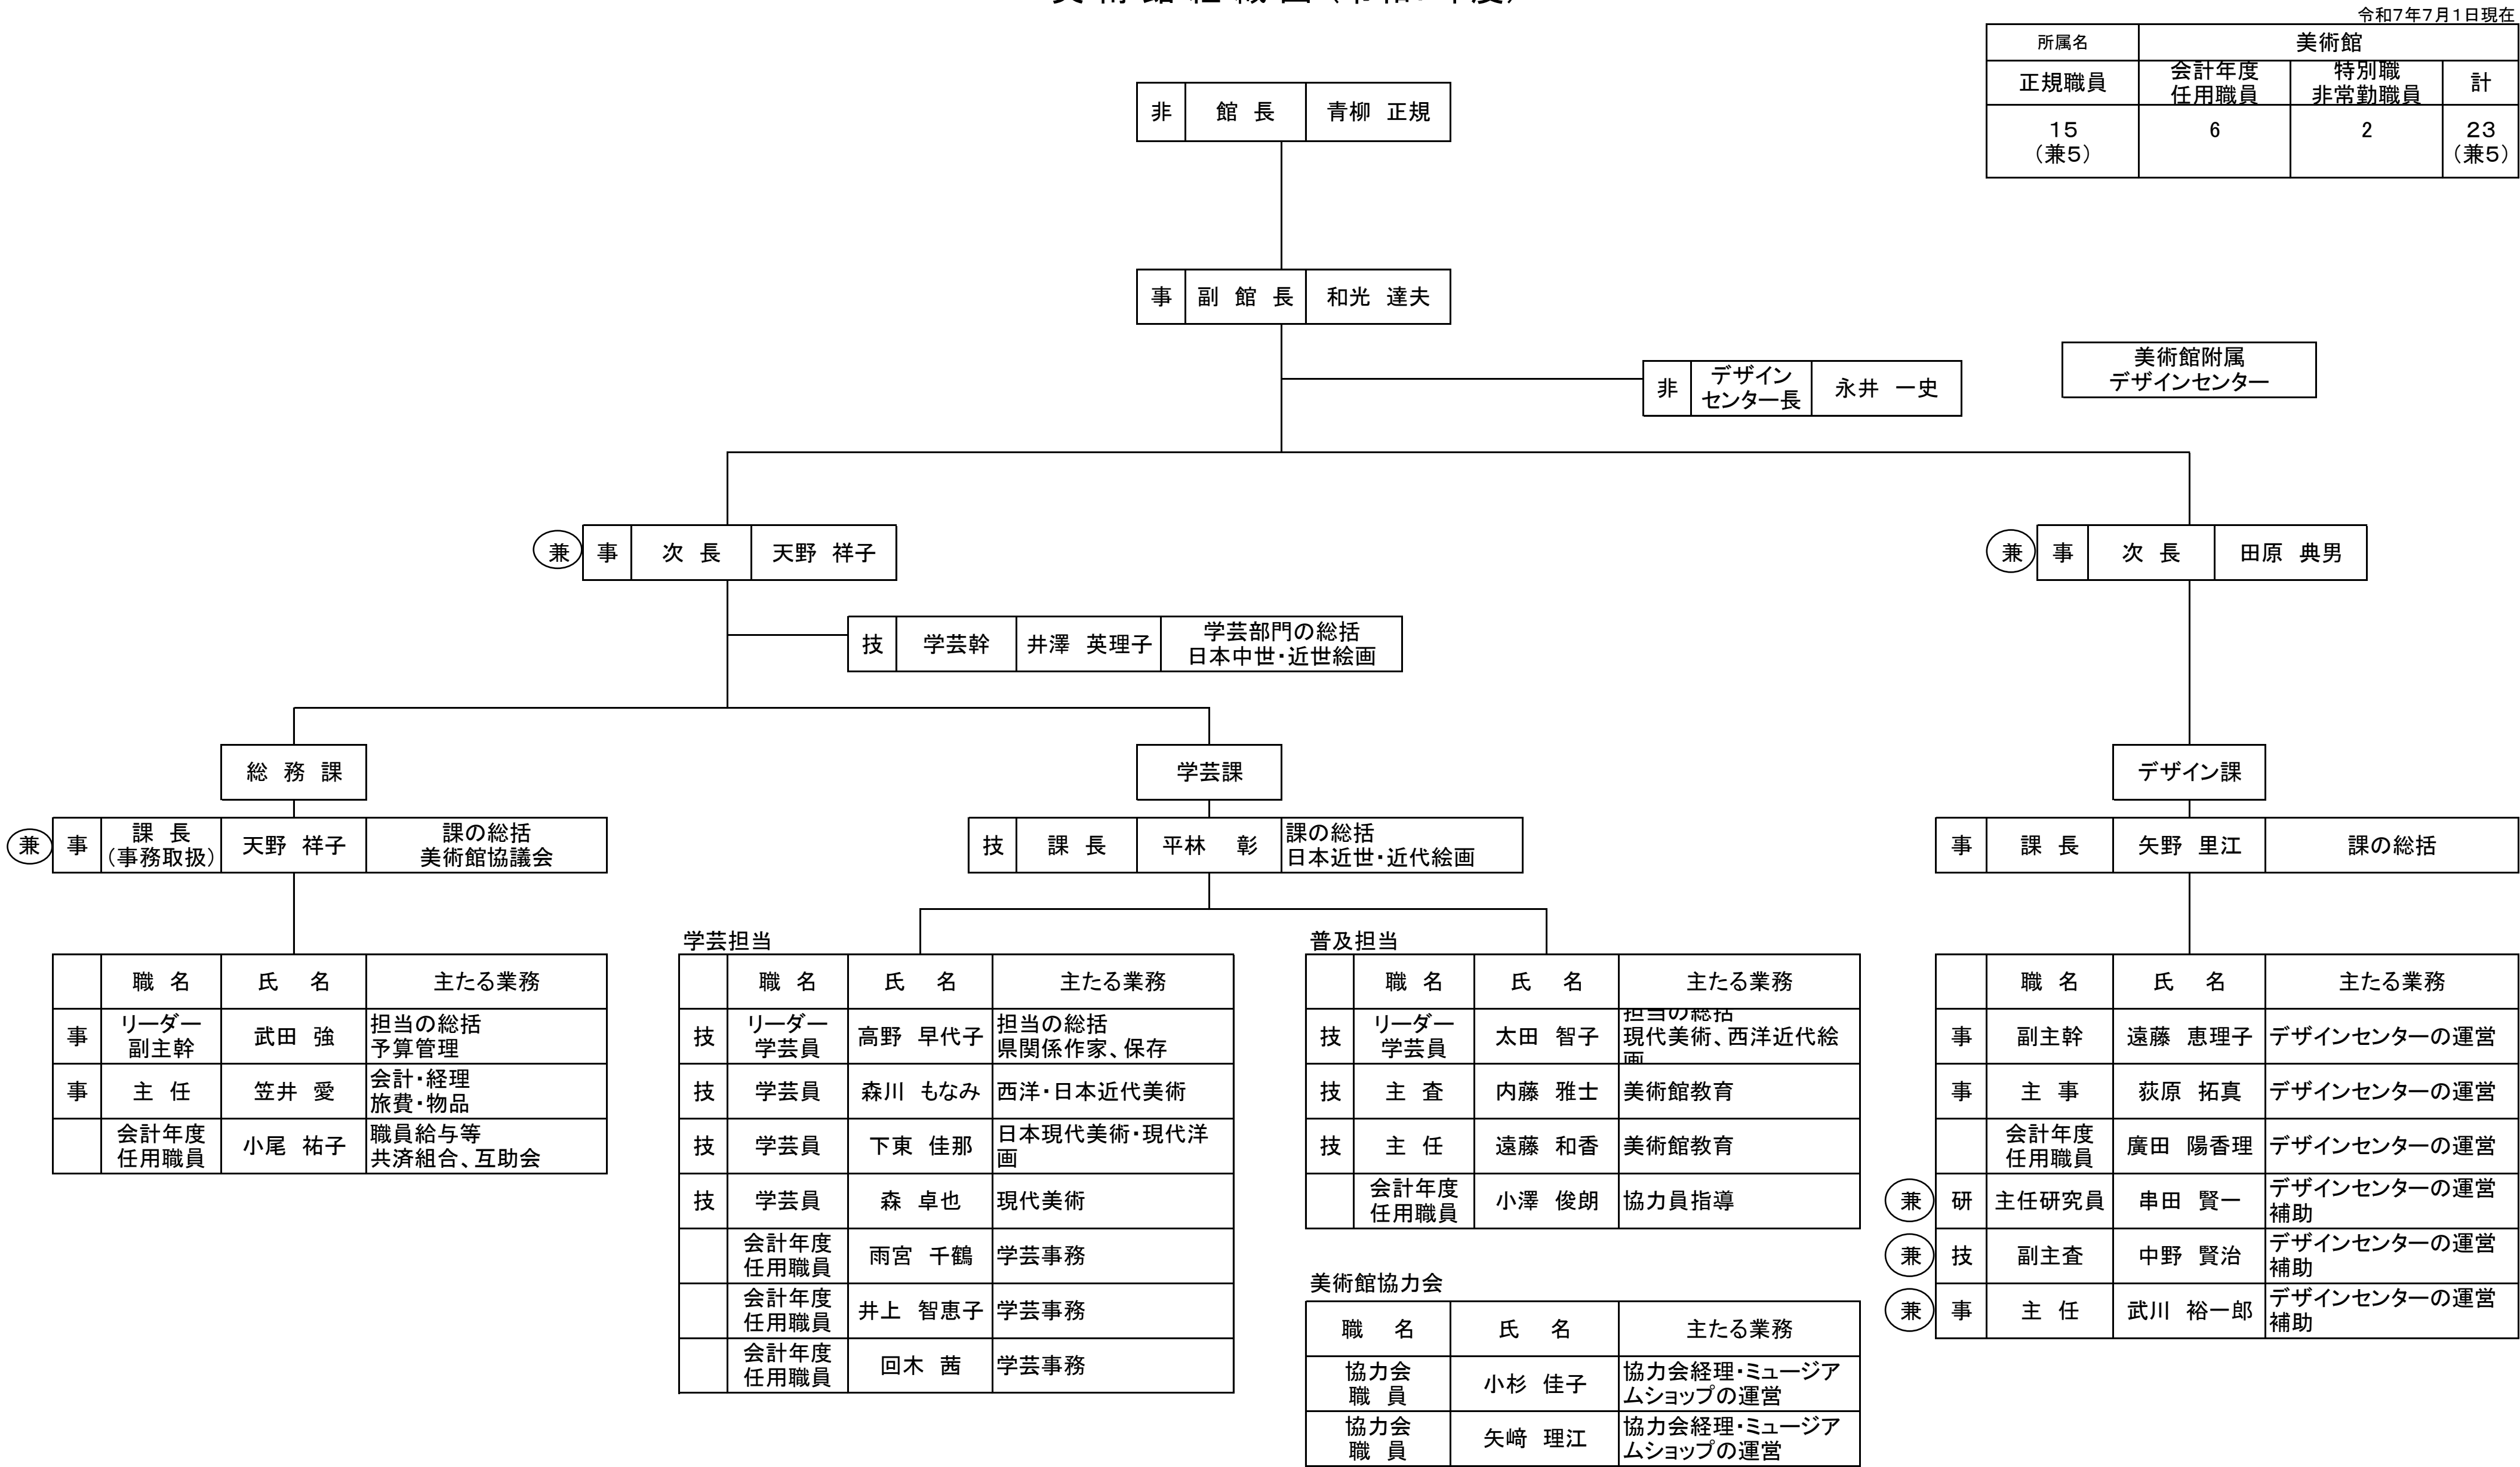 美 術 館 組 織 図（令和 年度）
令和7年7月1日現在
所属名 美術館
正規職員 会計年度 特別職 計
任用職員 非常勤職員
15 6 2 23
（兼5） （兼5）
非 館 長 青柳 正規
事 副 館 長 和光 達夫
非 デザイン
センター長 永井 一史
美術館附属
デザインセンター
兼 事 次 長 天野 祥子
兼 事 次 長 田原 典男
技 学芸幹 井澤 英理子 学芸部門の総括
日本中世・近世絵画
総 務 課
学芸課
デザイン課
兼 事 課 長 天野 祥子 課の総括
（事務取扱） 美術館協議会
技 課 長 平林 彰 課の総括
日本近世・近代絵画
事 課 長 矢野 里江 課の総括
職 名 氏 名 主たる業務
事 リーダー 武田 強 担当の総括
副主幹 予算管理
事 主 任 笠井 愛 会計・経理
旅費・物品
会計年度 小尾 祐子 職員給与等
任用職員 共済組合、互助会
学芸担当
職 名 氏 名 主たる業務
技 リーダー 高野 早代子 担当の総括
学芸員 県関係作家、保存
技 学芸員 森川 もなみ 西洋・日本近代美術
技 学芸員 下東 佳那 日本現代美術・現代洋
画
技 学芸員 森 卓也 現代美術
会計年度 雨宮 千鶴 学芸事務
任用職員
会計年度 井上 智恵子 学芸事務
任用職員
会計年度 回木 茜 学芸事務
任用職員
普及担当
職 名 氏 名 主たる業務
技 リーダー 太田 智子 担当の総括
学芸員 現代美術、西洋近代絵
画
技 主 査 内藤 雅士 美術館教育
技 主 任 遠藤 和香 美術館教育
会計年度 小澤 俊朗 協力員指導
任用職員
美術館協力会
職 名 氏 名 主たる業務
協力会 小杉 佳子 協力会経理・ミュージア
職 員 ムショップの運営
協力会 矢﨑 理江 協力会経理・ミュージア
職 員 ムショップの運営
職 名 氏 名 主たる業務
事 副主幹 遠藤 恵理子 デザインセンターの運営
事 主 事 荻原 拓真 デザインセンターの運営
会計年度 廣田 陽香理 デザインセンターの運営
任用職員
兼 研 主任研究員 串田 賢一 デザインセンターの運営
補助
兼 技 副主査 中野 賢治 デザインセンターの運営
補助
兼 事 主 任 武川 裕一郎 デザインセンターの運営
補助